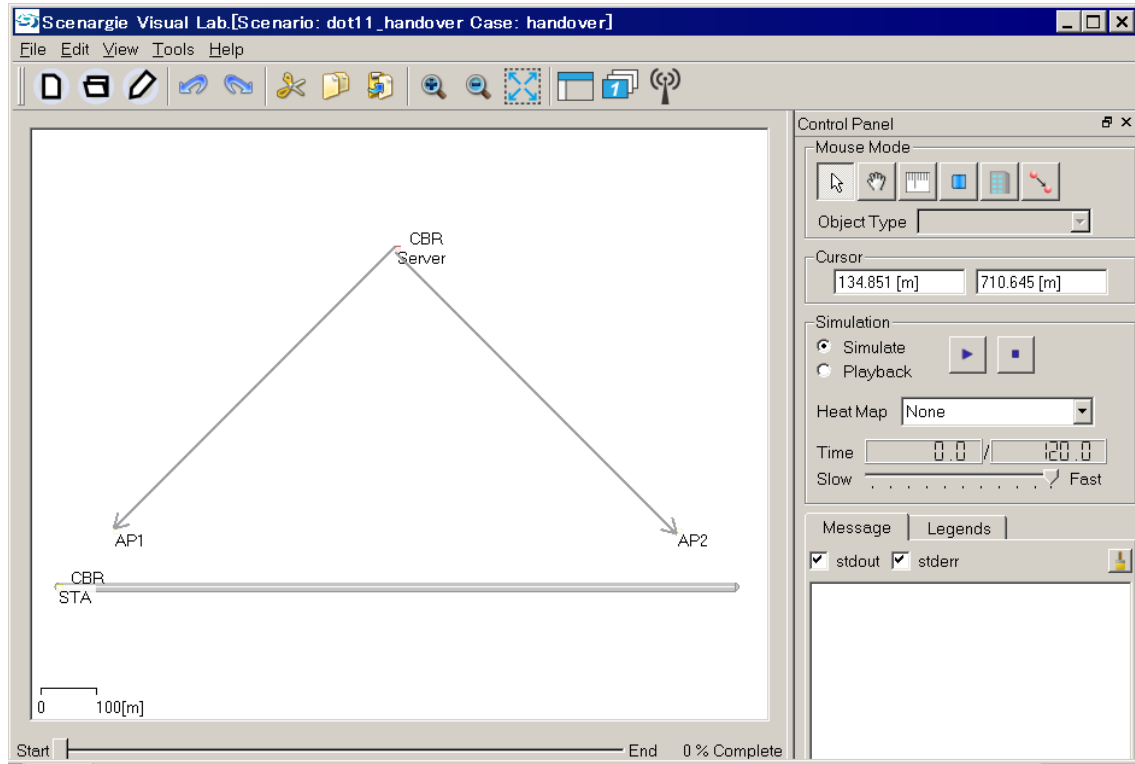 Scenargie Visual Lab.[Scenario: dot11_handover Case: handover]
File Edit View Tools Help
1
CBR
Server
AP1
AP2
CBR
STA
0 100[m]
Start End 0 % Complete
Control Panel
Mouse Mode
Object Type
Cursor
134.851 [m] 710.645 [m]
Simulation
Simulate
Playback
Heat Map None
Time 0.0 / 120.0
Slow Fast
Message Legends
stdout stderr